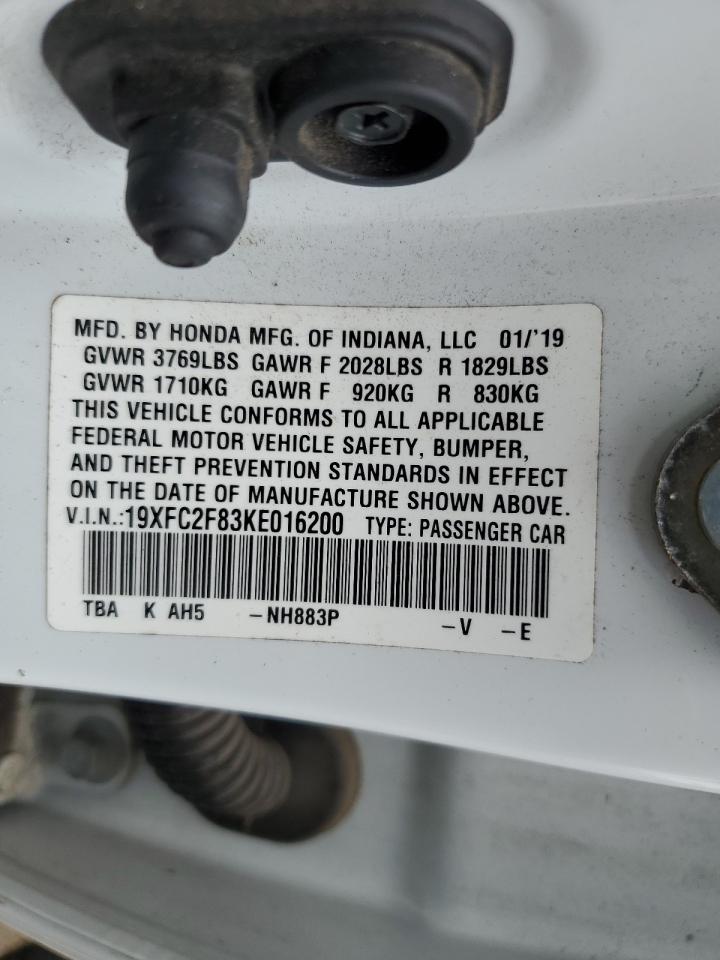 MFD. BY HONDA MFG. OF INDIANA, LLC 01/'19
GVWR 3769LBS GAWR F 2028LBS R 1829LBS
GVWR 1710KG GAWR F 920KG R 830KG
THIS VEHICLE CONFORMS TO ALL APPLICABLE
FEDERAL MOTOR VEHICLE SAFETY, BUMPER,
AND THEFT PREVENTION STANDARDS IN EFFECT
ON THE DATE OF MANUFACTURE SHOWN ABOVE.
V.I.N.:19XFC2F83KE016200 TYPE: PASSENGER CAR
TBA K AH5 -NH883P -V -E